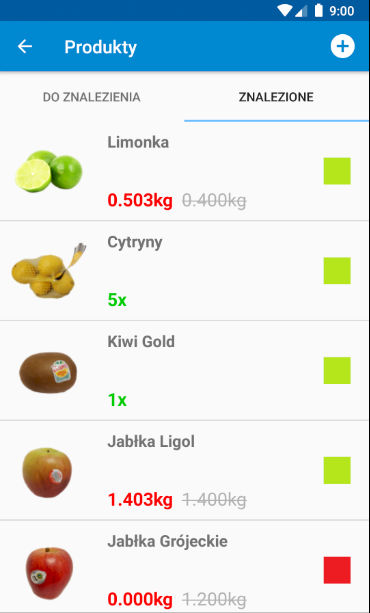 9:00
Produkty
DO ZNALEZIENIA ZNALEZIONE
Limonka
0.503kg 0.400kg
Cytryny
5x
Kiwi Gold
1x
Jabłka Ligol
1.403kg 1.400kg
Jabłka Grójeckie
0.000kg 1.200kg